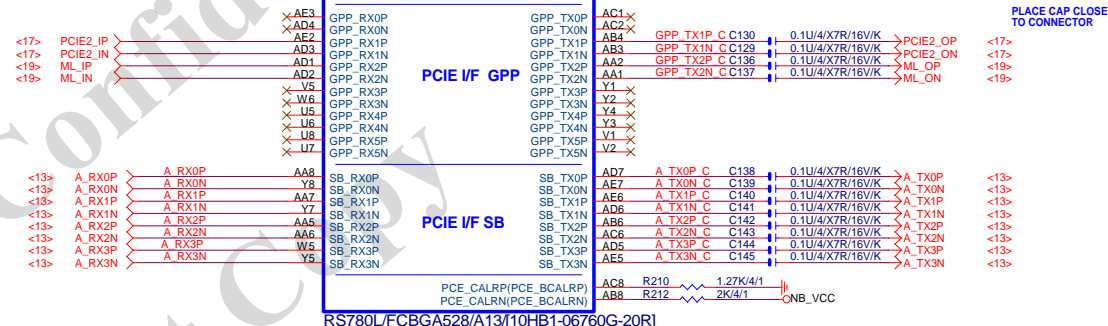 PLACE CAP CLOSE
TO CONNECTOR
AE3 GPP_RX0P GPP_TX0P AC1
AD4 GPP_RX0N GPP_TX0N AC2
<17> PCIE2_IP AE2 GPP_RX1P GPP_TX1P AB4 GPP_TX1P_C C130 0.1U/4/X7R/16V/K PCIE2_OP <17>
<17> PCIE2_IN AD3 GPP_RX1N GPP_TX1N AB3 GPP_TX1N_C C129 0.1U/4/X7R/16V/K PCIE2_ON <17>
<19> ML_IP AD1 GPP_RX2P GPP_TX2P AA2 GPP_TX2P_C C136 0.1U/4/X7R/16V/K ML_OP <19>
<19> ML_IN AD2 GPP_RX2N PCIE I/F GPP GPP_TX2N AA1 GPP_TX2N_C C137 0.1U/4/X7R/16V/K ML_ON <19>
V5 GPP_RX3P GPP_TX3P Y1
W6 GPP_RX3N GPP_TX3N Y2
U5 GPP_RX4P GPP_TX4P Y4
U6 GPP_RX4N GPP_TX4N Y3
U8 GPP_RX5P GPP_TX5P V1
U7 GPP_RX5N GPP_TX5N V2
<13> A_RX0P A_RX0P AA8 SB_RX0P SB_TX0P AD7 A_TX0P_C C138 0.1U/4/X7R/16V/K A_TX0P <13>
<13> A_RX0N A_RX0N Y8 SB_RX0N SB_TX0N AE7 A_TX0N_C C139 0.1U/4/X7R/16V/K A_TX0N <13>
<13> A_RX1P A_RX1P AA7 SB_RX1P SB_TX1P AE6 A_TX1P_C C140 0.1U/4/X7R/16V/K A_TX1P <13>
<13> A_RX1N A_RX1N Y7 SB_RX1N SB_TX1N AD6 A_TX1N_C C141 0.1U/4/X7R/16V/K A_TX1N <13>
<13> A_RX2P A_RX2P AA5 SB_RX2P PCIE I/F SB SB_TX2P AB6 A_TX2P_C C142 0.1U/4/X7R/16V/K A_TX2P <13>
<13> A_RX2N A_RX2N AA6 SB_RX2N SB_TX2N AC6 A_TX2N_C C143 0.1U/4/X7R/16V/K A_TX2N <13>
<13> A_RX3P A_RX3P W5 SB_RX3P SB_TX3P AD5 A_TX3P_C C144 0.1U/4/X7R/16V/K A_TX3P <13>
<13> A_RX3N A_RX3N Y5 SB_RX3N SB_TX3N AE5 A_TX3N_C C145 0.1U/4/X7R/16V/K A_TX3N <13>
PCE_CALRP(PCE_BCALRP) AC8 R210 1.27K/4/1
PCE_CALRN(PCE_BCALRN) AB8 R212 2K/4/1 NB_VCC
RS780L/FCBGA528/A13/[10HB1-06760G-20R]
Confid
Copy